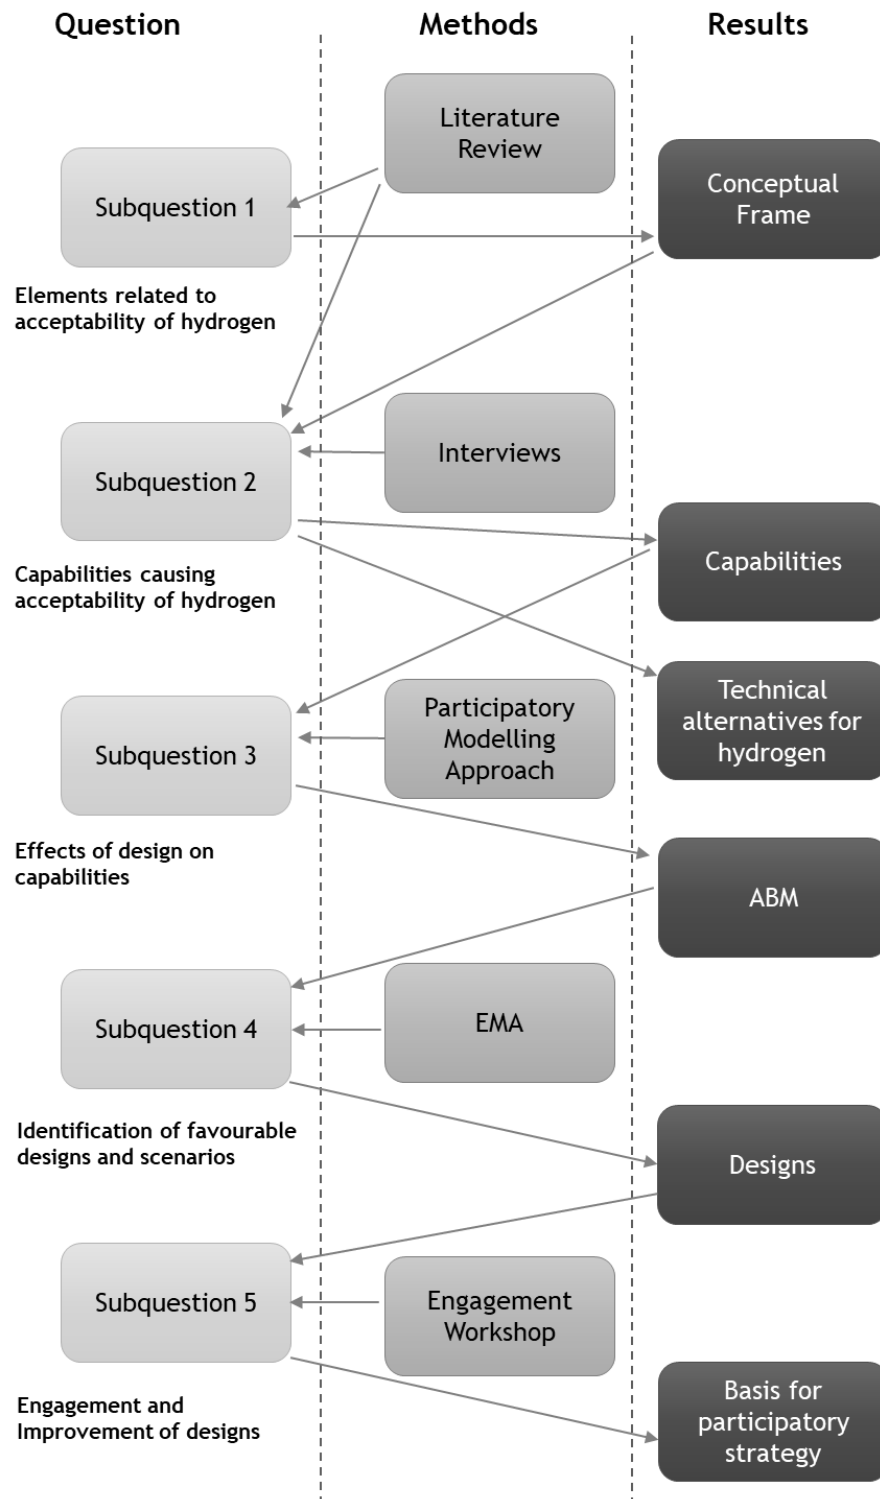 Question
Methods
Results
Literature
Review
Subquestion 1
Conceptual
Frame
Elements related to
acceptability of hydrogen
Subquestion 2
Interviews
Capabilities causing
acceptability of hydrogen
Capabilities
Technical
alternatives for
hydrogen
Subquestion 3
Participatory
Modelling
Approach
Effects of design on
capabilities
ABM
Subquestion 4
EMA
Identification of favourable
designs and scenarios
Designs
Subquestion 5
Engagement
Workshop
Engagement and
Improvement of designs
Basis for
participatory
strategy